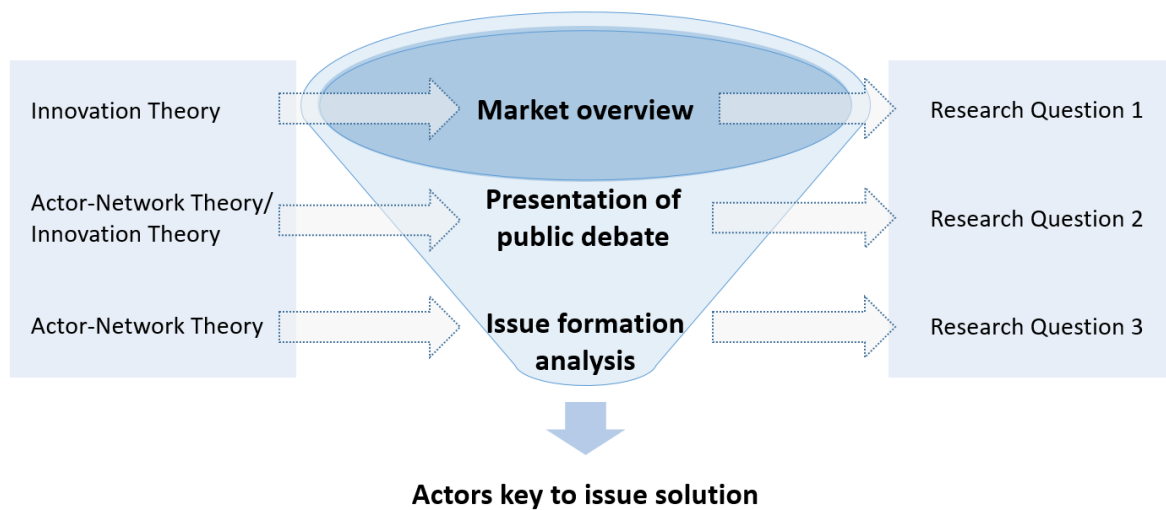 Innovation Theory
Market overview
Research Question 1
Actor-Network Theory/
Innovation Theory
Presentation of
public debate
Research Question 2
Actor-Network Theory
Issue formation
analysis
Research Question 3
Actors key to issue solution